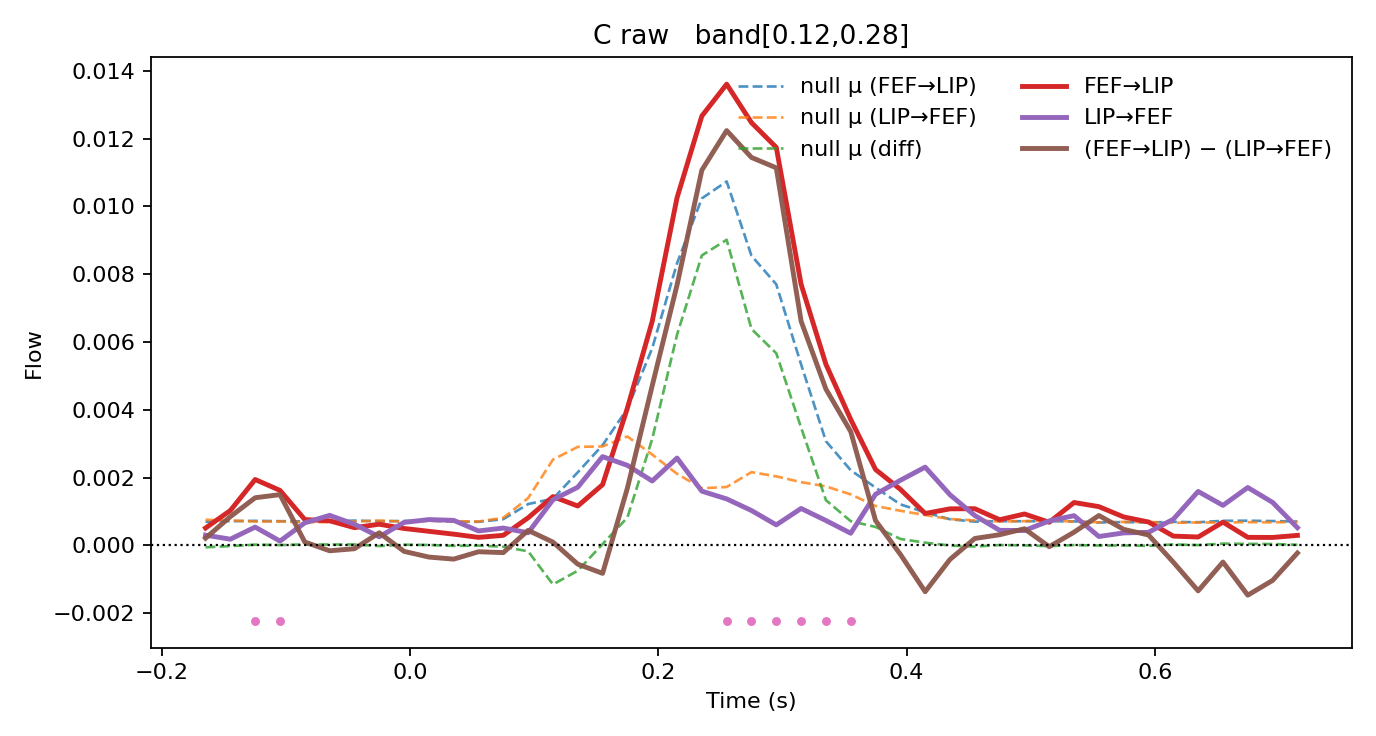 C raw   band[0.12,0.28]
0.014
0.012
0.010
0.008
0.006
0.004
0.002
0.000
−0.002
Flow
null μ (FEF→LIP)
null μ (LIP→FEF)
null μ (diff)
FEF→LIP
LIP→FEF
(FEF→LIP) − (LIP→FEF)
−0.2
0.0
0.2
0.4
0.6
Time (s)